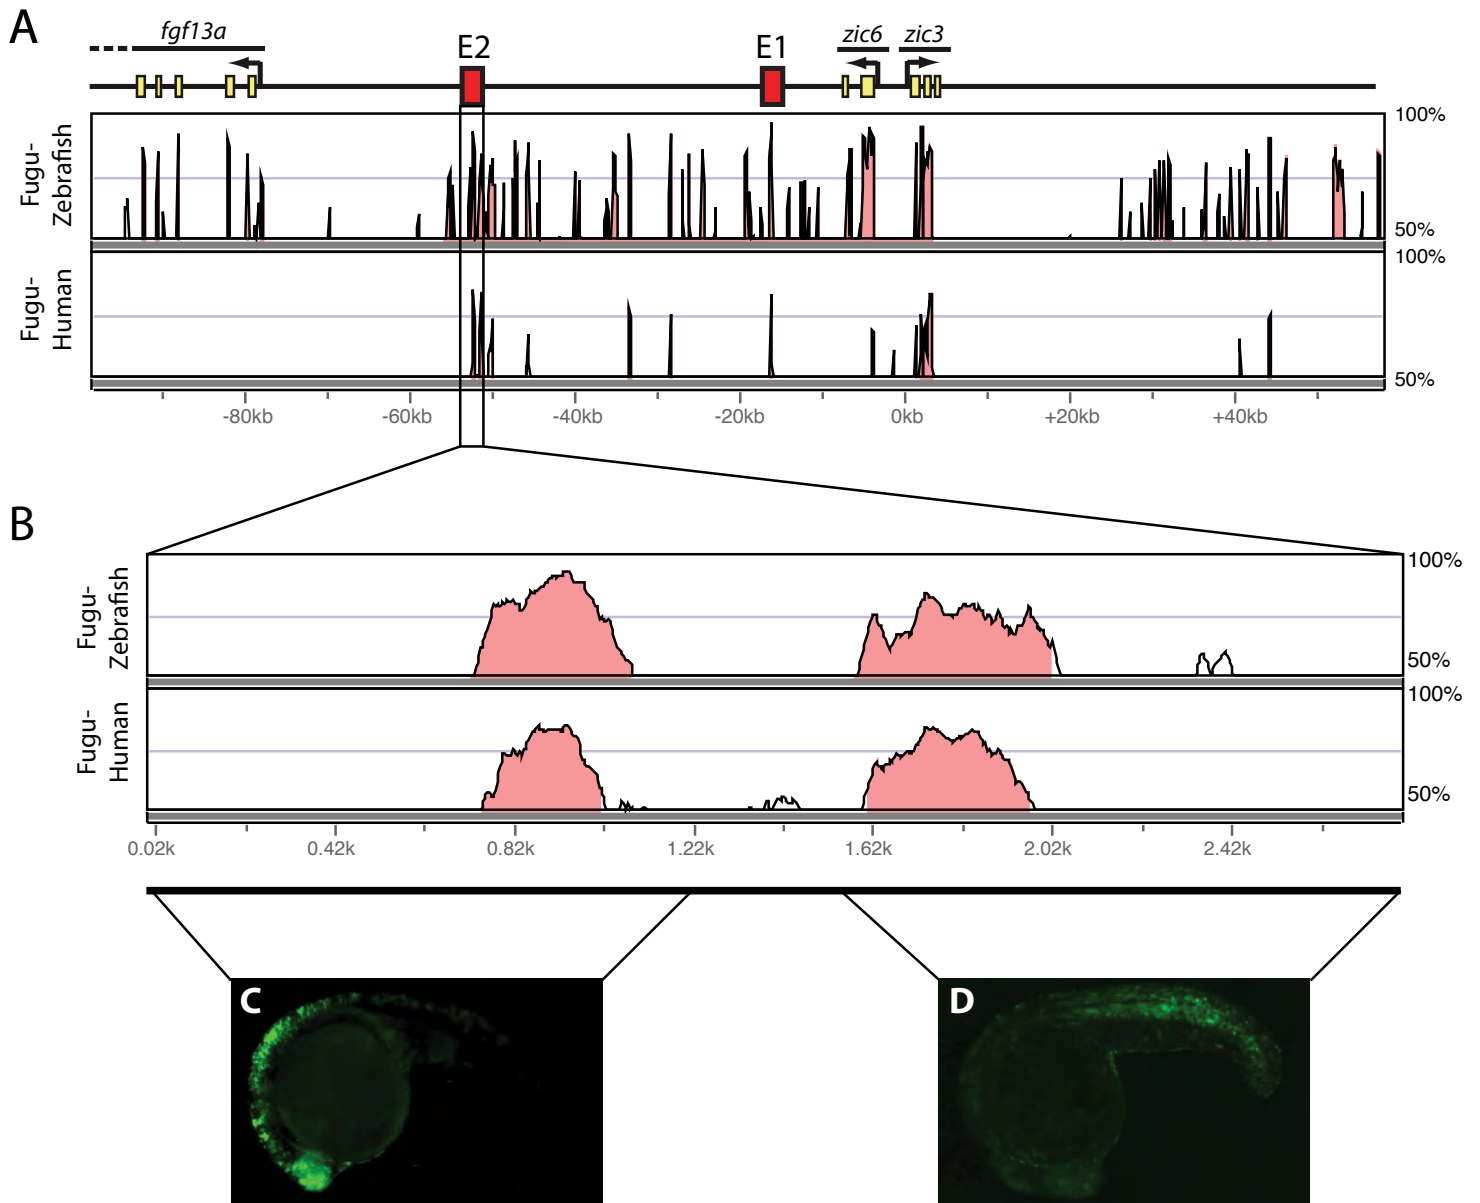 A
fgf13a
E2
E1
zic6
zic3
Fugu-
Zebrafish
100%
50%
Fugu-
Human
100%
50%
-80kb
-60kb
-40kb
-20kb
0kb
+20kb
+40kb
B
Fugu-
Zebrafish
100%
50%
Fugu-
Human
100%
50%
0.02k
0.42k
0.82k
1.22k
1.62k
2.02k
2.42k
C
D